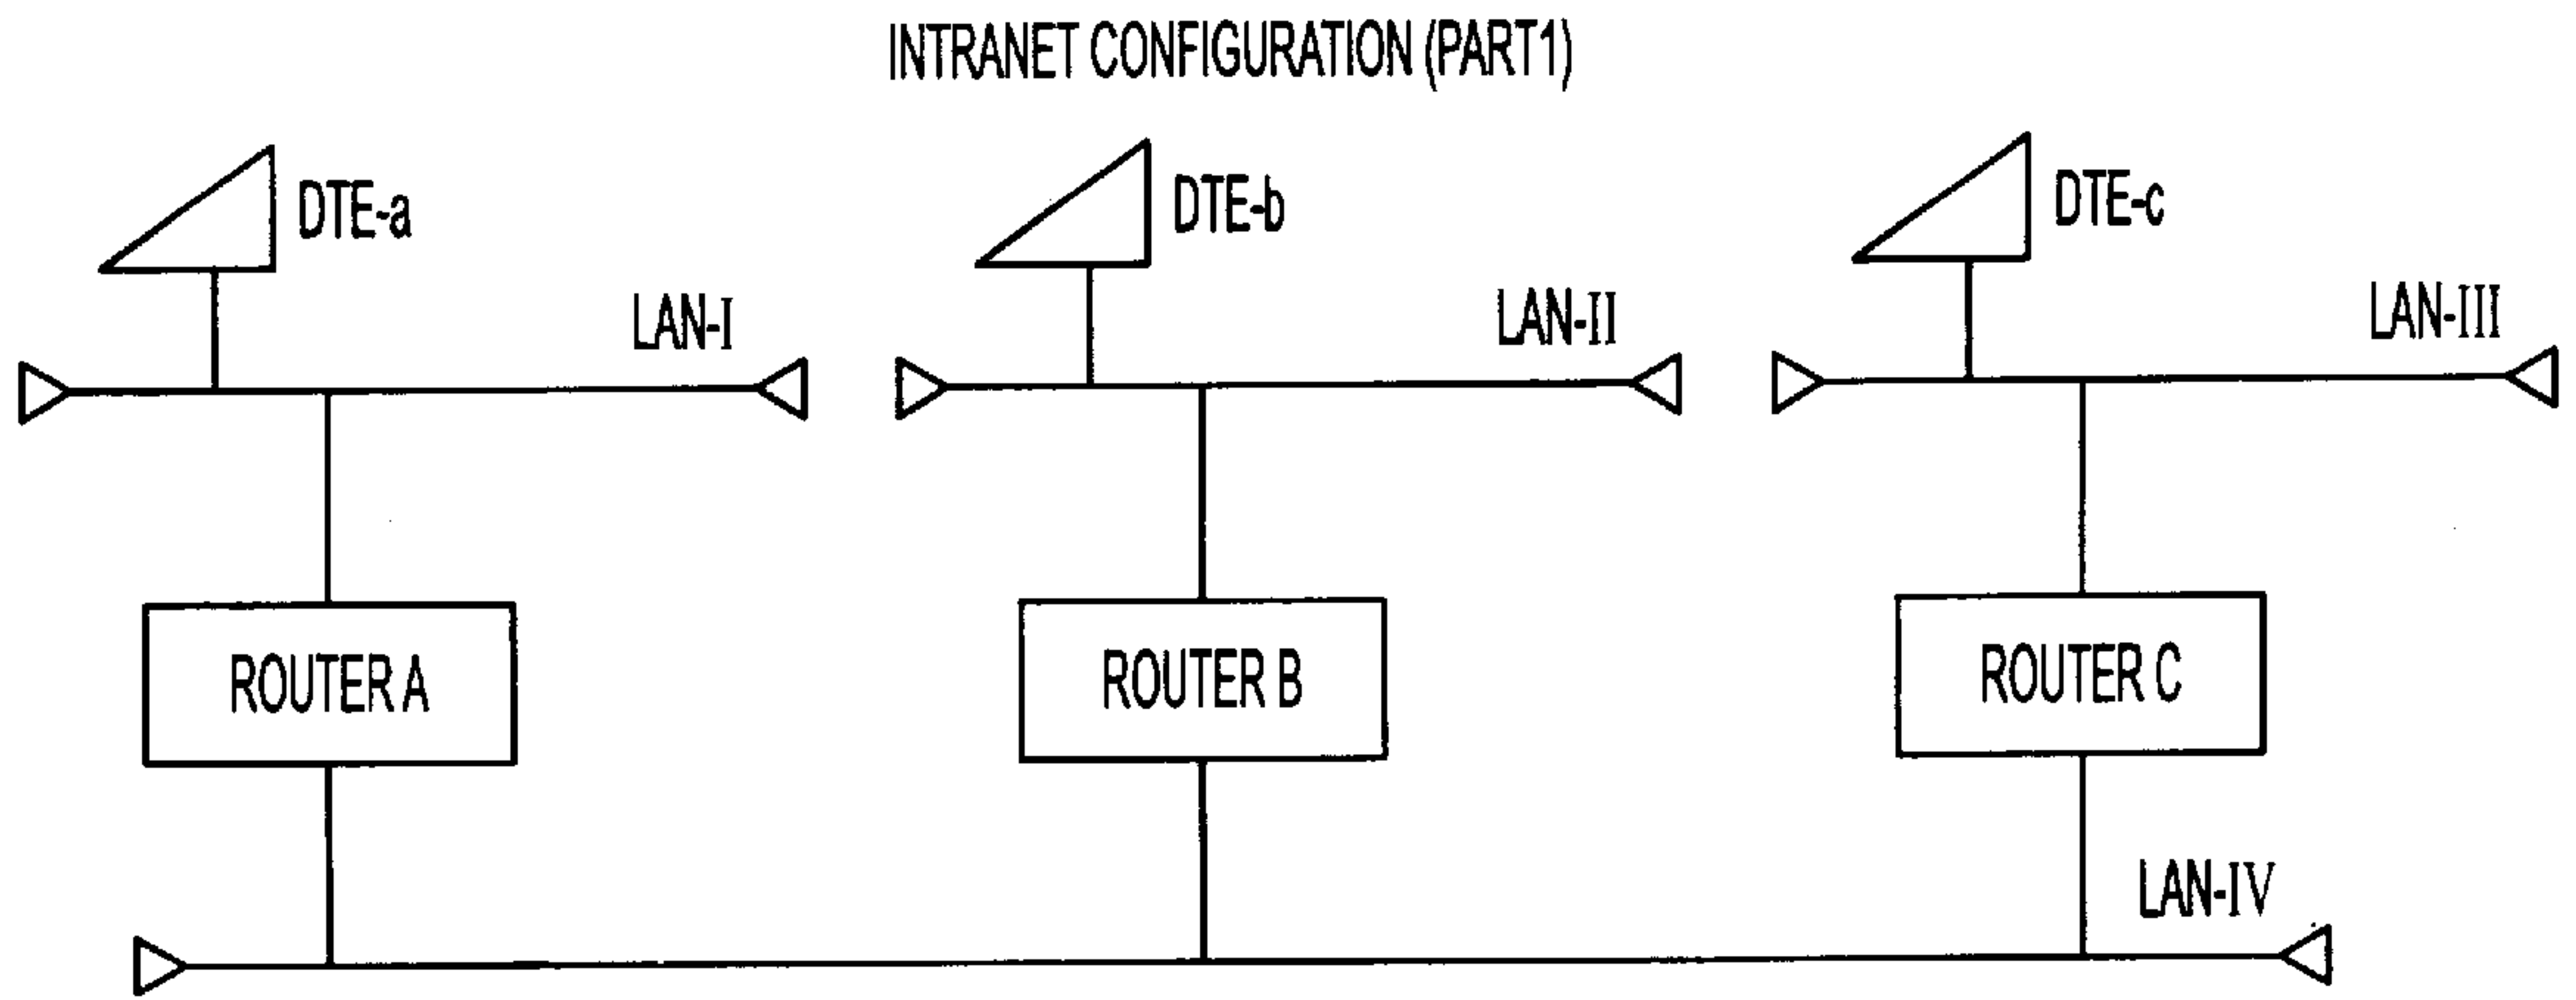 INTRANET CONFIGURATION (PART1)
DTE-a
DTE-b
DTE-c
LAN-I
LAN-II
LAN-III
ROUTER A
ROUTER B
ROUTER C
LAN-IV